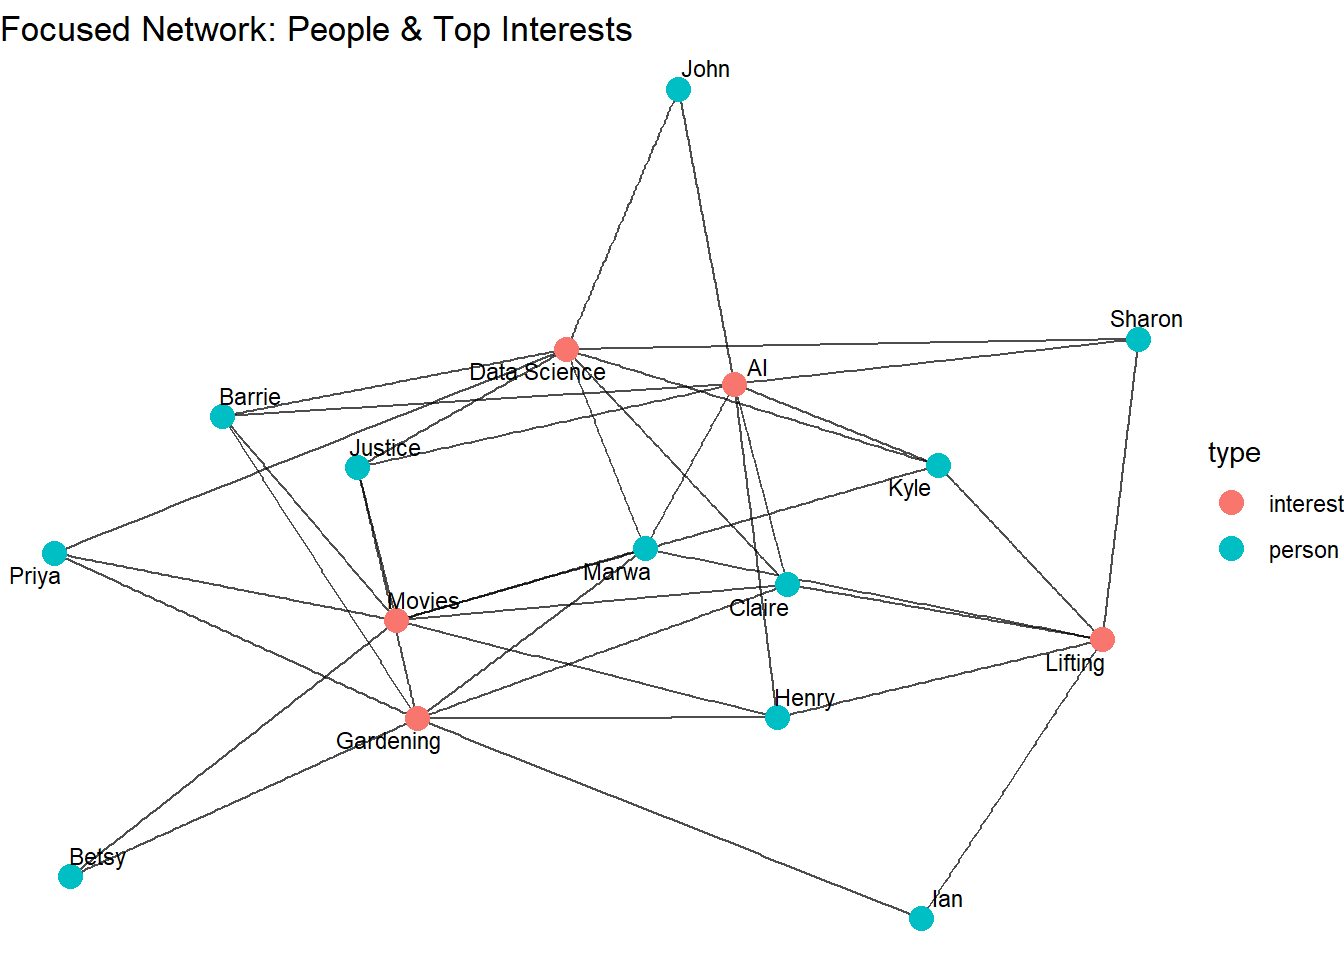 Focused Network: People & Top Interests
John
Sharon
AI
Data Science
Barrie
Justice
type
Kyle
interest
person
Marwa
Priya
Movies
Claire
Lifting
Henry
Gardening
Betsy
Ian